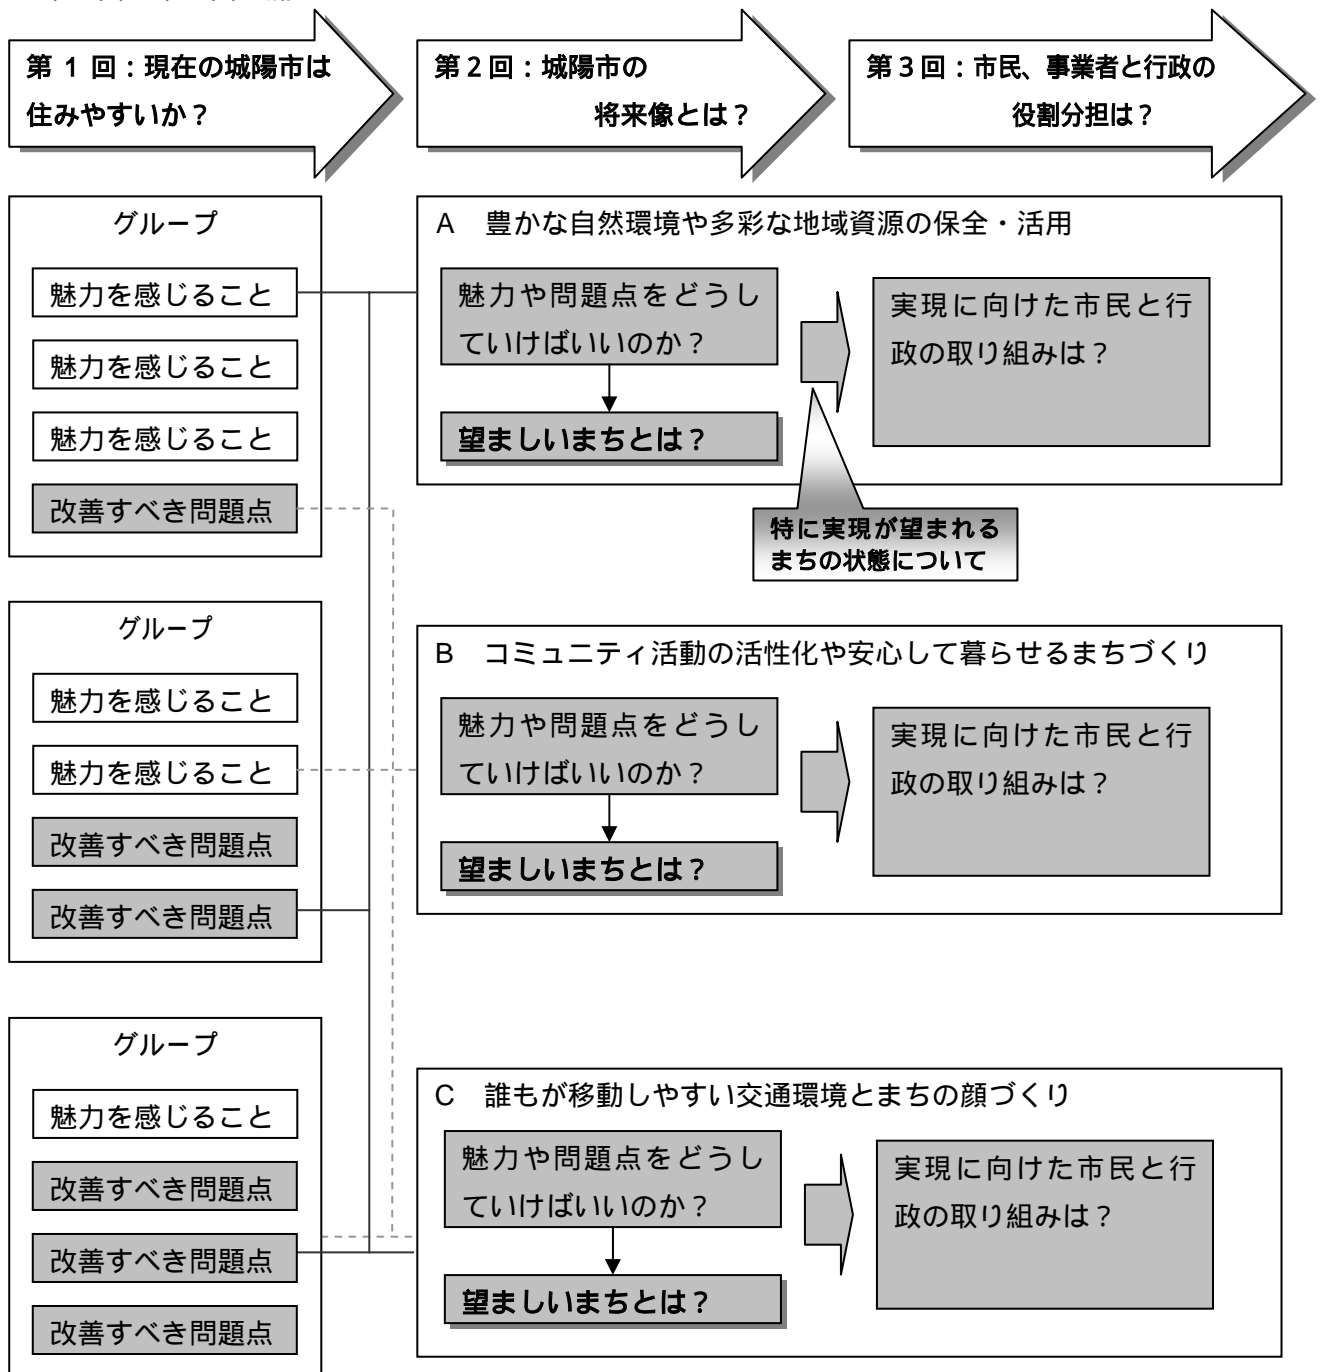 第 1 回：現在の城陽市は
住みやすいか？
第２回：城陽市の
将来像とは？
第３回：市民、事業者と行政の
役割分担は？
グループ
魅力を感じること
魅力を感じること
魅力を感じること
改善すべき問題点
A　豊かな自然環境や多彩な地域資源の保全・活用
魅力や問題点をどうし
ていけばいいのか？
望ましいまちとは？
実現に向けた市民と行
政の取り組みは？
特に実現が望まれる
まちの状態について
グループ
魅力を感じること
魅力を感じること
改善すべき問題点
改善すべき問題点
B　コミュニティ活動の活性化や安心して暮らせるまちづくり
魅力や問題点をどうし
ていけばいいのか？
望ましいまちとは？
実現に向けた市民と行
政の取り組みは？
グループ
魅力を感じること
改善すべき問題点
改善すべき問題点
改善すべき問題点
C　誰もが移動しやすい交通環境とまちの顔づくり
魅力や問題点をどうし
ていけばいいのか？
望ましいまちとは？
実現に向けた市民と行
政の取り組みは？